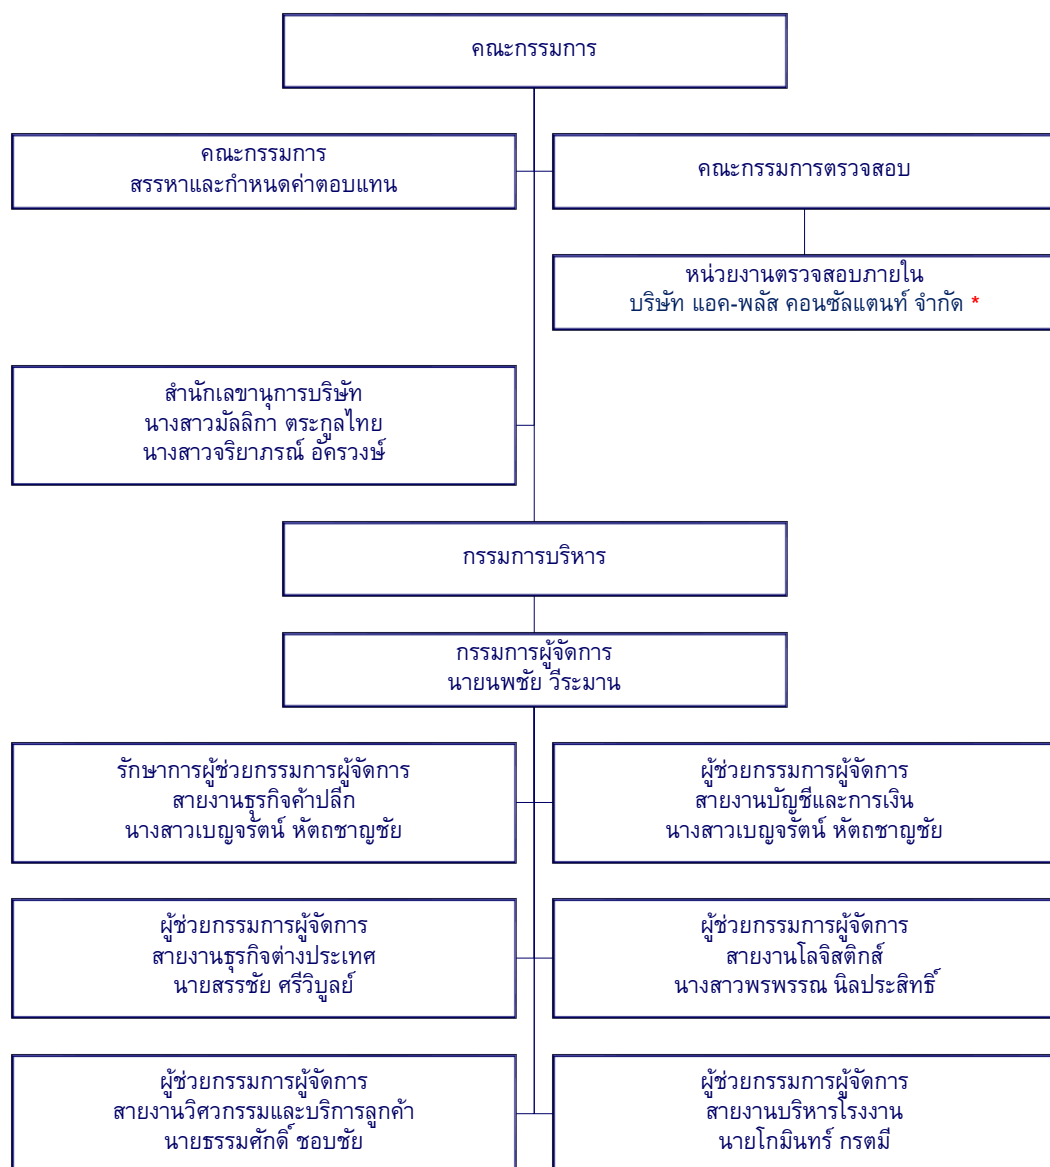 คณะกรรมการ
คณะกรรมการ
สรรหาและกำหนดค่าตอบแทน
คณะกรรมการตรวจสอบ
หน่วยงานตรวจสอบภายใน
บริษัท แอค-พลัส คอนซัลแตนท์ จำกัด *
สำนักเลขานุการบริษัท
นางสาวมัลลิกา ตระกูลไทย
นางสาวจริยาภรณ์ อัครวงษ์
กรรมการบริหาร
กรรมการผู้จัดการ
นายนพชัย วีระมาน
รักษาการผู้ช่วยกรรมการผู้จัดการ
สายงานธุรกิจค้าปลีก
นางสาวเบญจรัตน์ หัตถชาญชัย
ผู้ช่วยกรรมการผู้จัดการ
สายงานบัญชีและการเงิน
นางสาวเบญจรัตน์ หัตถชาญชัย
ผู้ช่วยกรรมการผู้จัดการ
สายงานธุรกิจต่างประเทศ
นายสรรชัย ศรีวิบูลย์
ผู้ช่วยกรรมการผู้จัดการ
สายงานโลจิสติกส์
นางสาวพรพรรณ นิลประสิทธิ์
ผู้ช่วยกรรมการผู้จัดการ
สายงานวิศวกรรมและบริการลูกค้า
นายธรรมศักดิ์ ชอบชัย
ผู้ช่วยกรรมการผู้จัดการ
สายงานบริหารโรงงาน
นายโกมินทร์ กรตมี